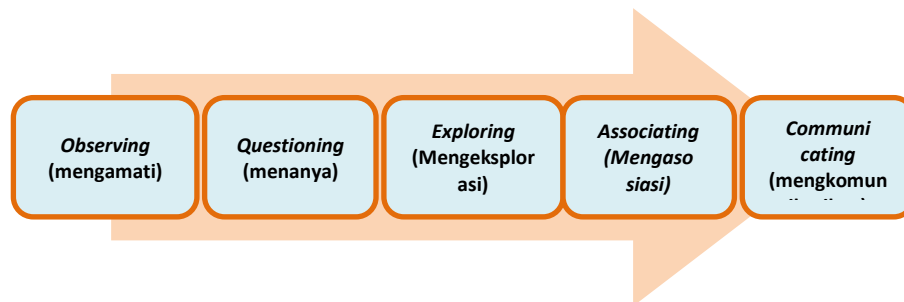 Observing
(mengamati)
Questioning
(menanya)
Exploring
(Mengeksplor
asi)
Associating
(Mengaso
siasi)
Communi
cating
(mengkomun